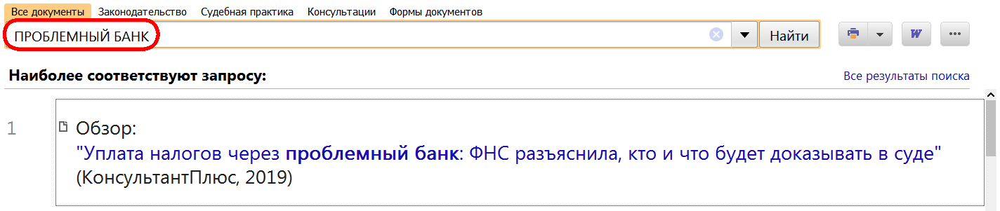 Все документы Законодательство Судебная практика Консультации Формы документов
ПРОБЛЕМНЫЙ БАНК Найти W
Наиболее соответствуют запросу: Все результаты поиска
1 Обзор:
"Уплата налогов через проблемный банк: ФНС разъяснила, кто и что будет доказывать в суде"
(КонсультантПлюс, 2019)